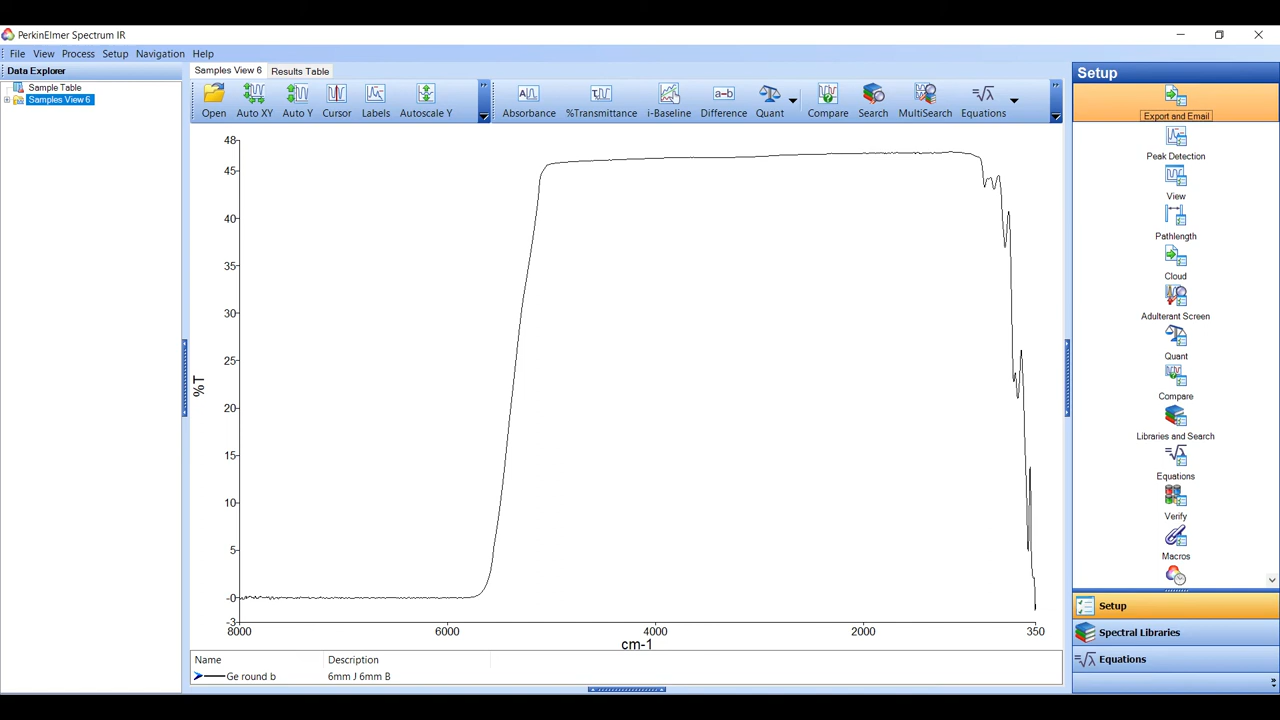 PerkinElmer Spectrum IR
File View Process Setup Navigation Help
Data Explorer
Sample Table
Samples View 6
Samples View 6 Results Table
Open Auto XY Auto Y Cursor Labels Autoscale Y Absorbance %Transmittance i-Baseline Difference Quant Compare Search MultiSearch Equations
48
45
40
35
30
25
20
15
10
5
-0
-3
%T
8000 6000 4000 2000 350
cm-1
Name Description
Ge round b 6mm J 6mm B
Setup
Export and Email
Peak Detection
View
Pathlength
Cloud
Adulterant Screen
Quant
Compare
Libraries and Search
Equations
Verify
Macros
Setup
Spectral Libraries
Equations